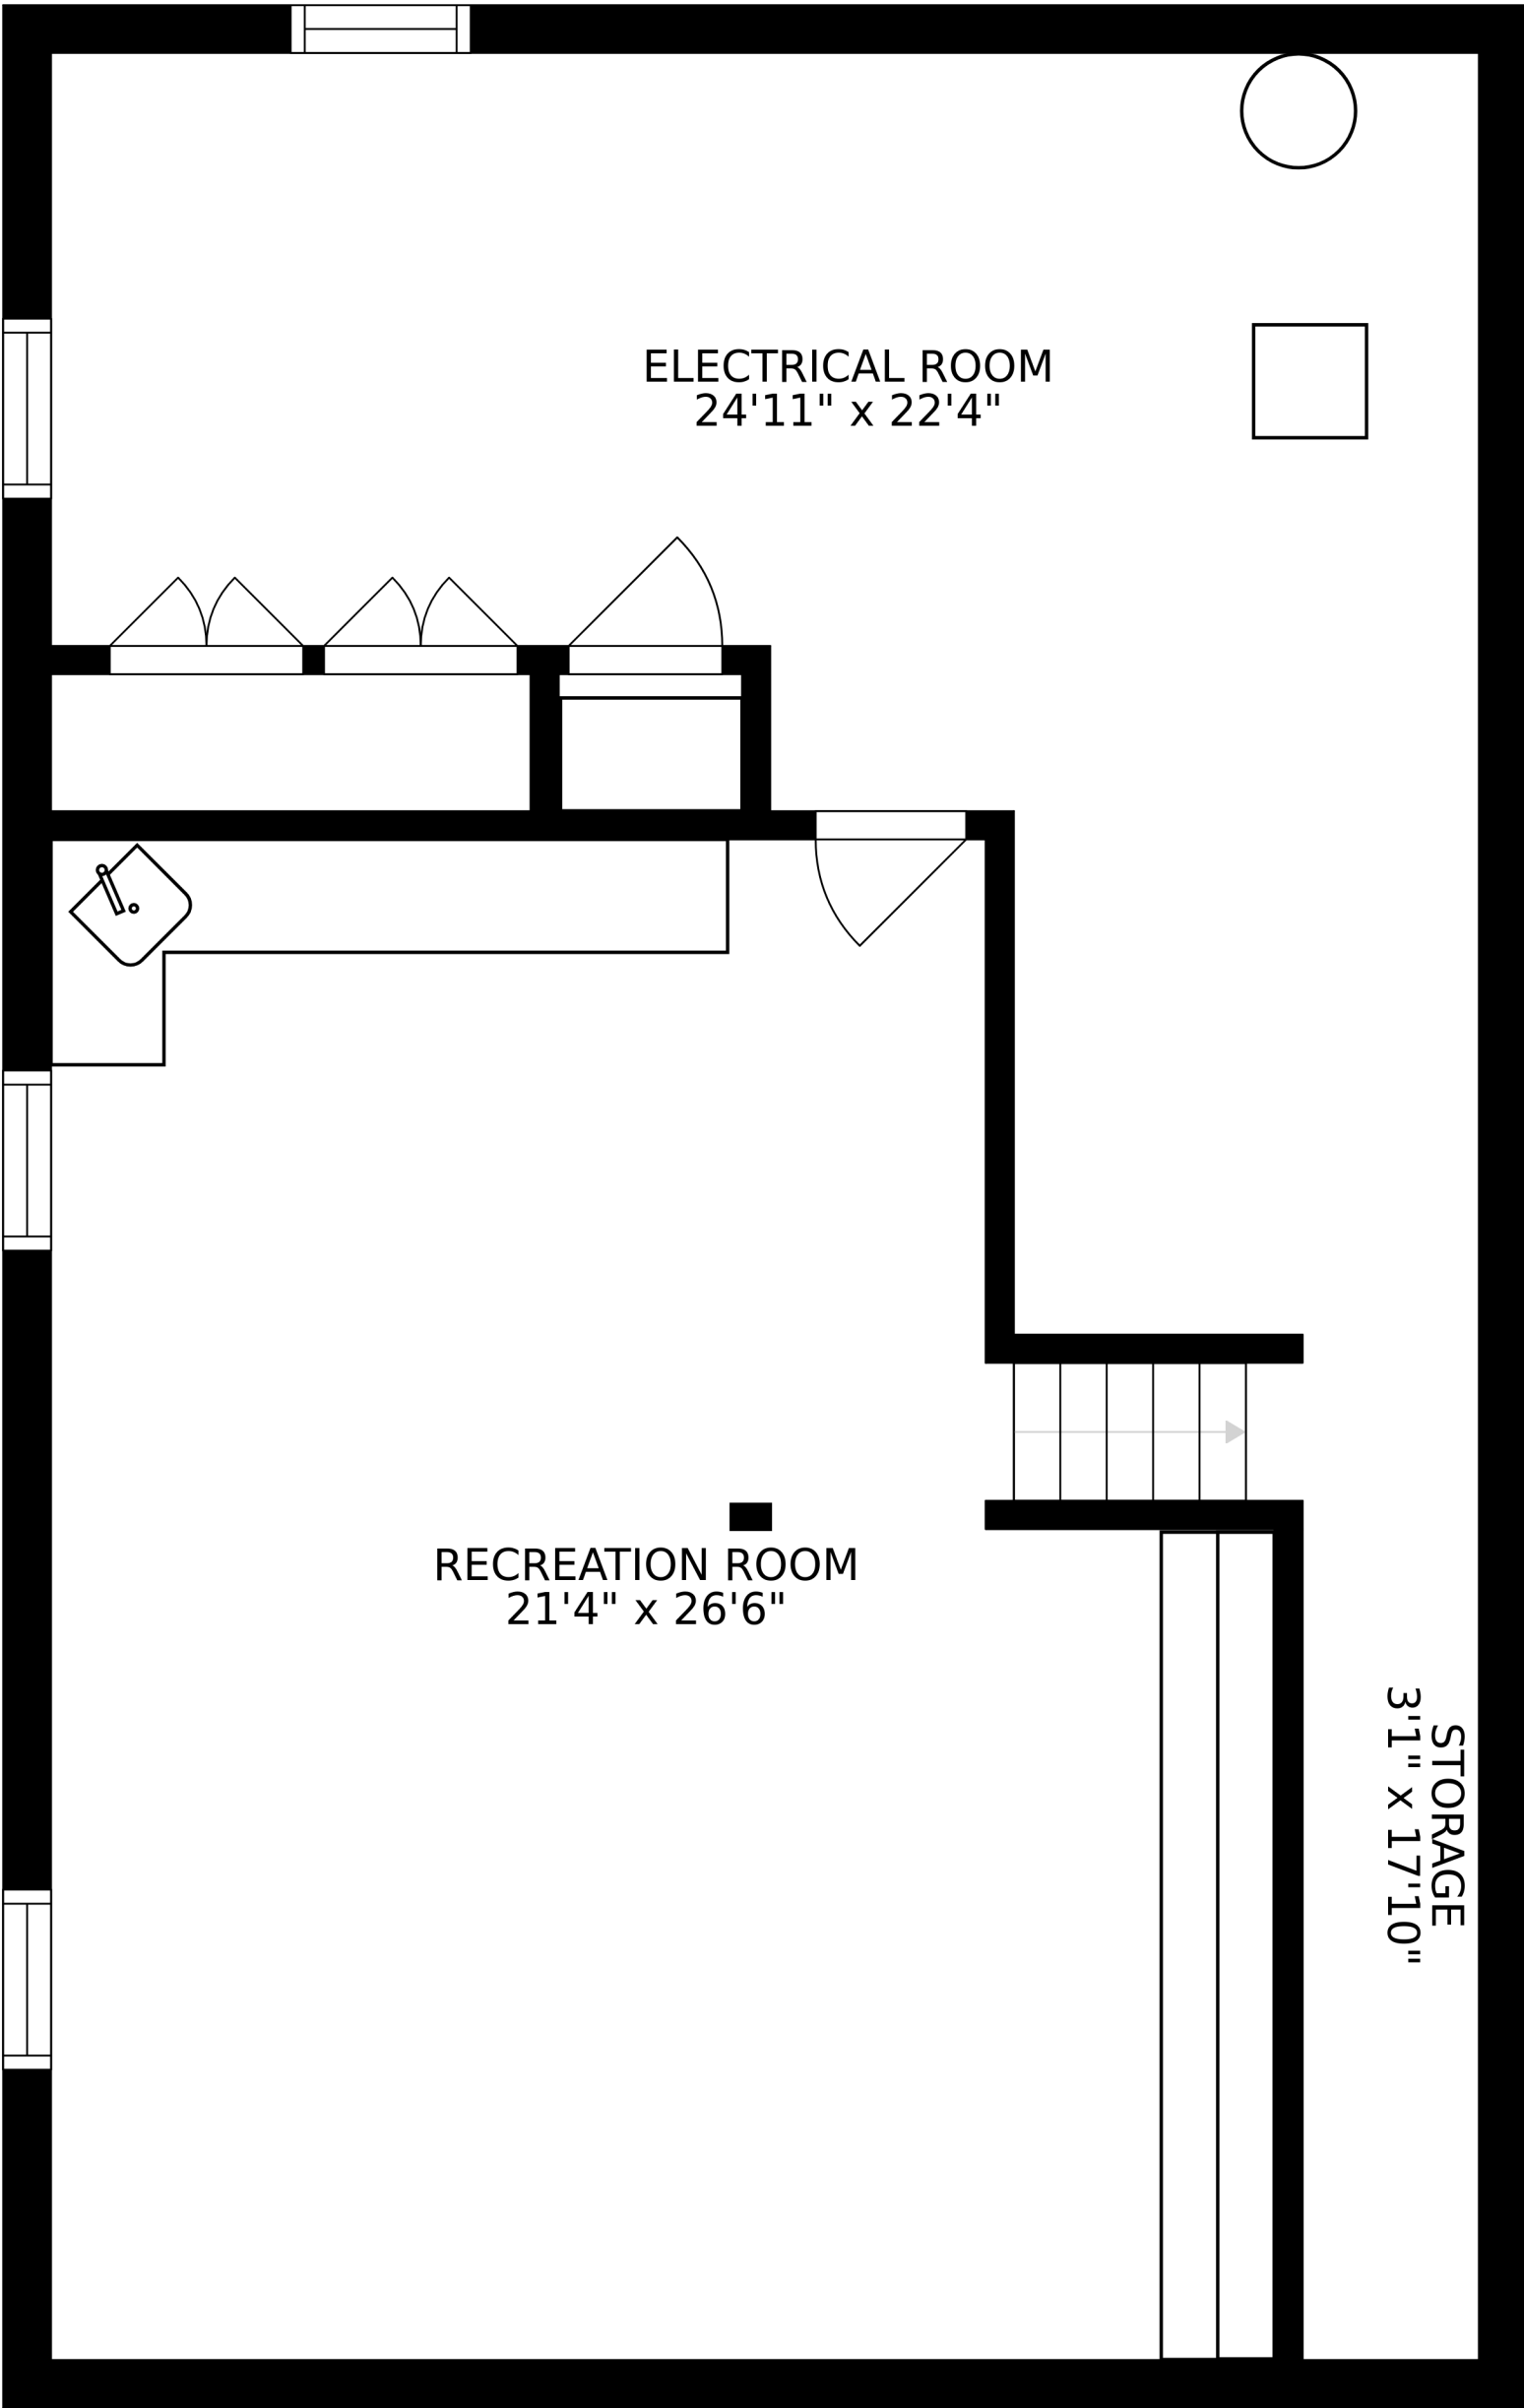 ELECTRICAL ROOM
24'11" x 22'4"
RECREATION ROOM
21'4" x 26'6"
STORAGE
3'1" x 17'10"